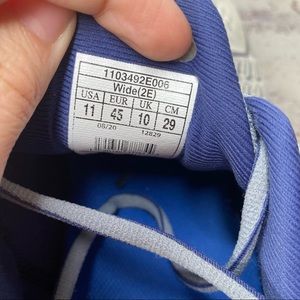 1103492E006
Wide(2E)
USA EUR UK CM
11 45 10 29
06/20 12829